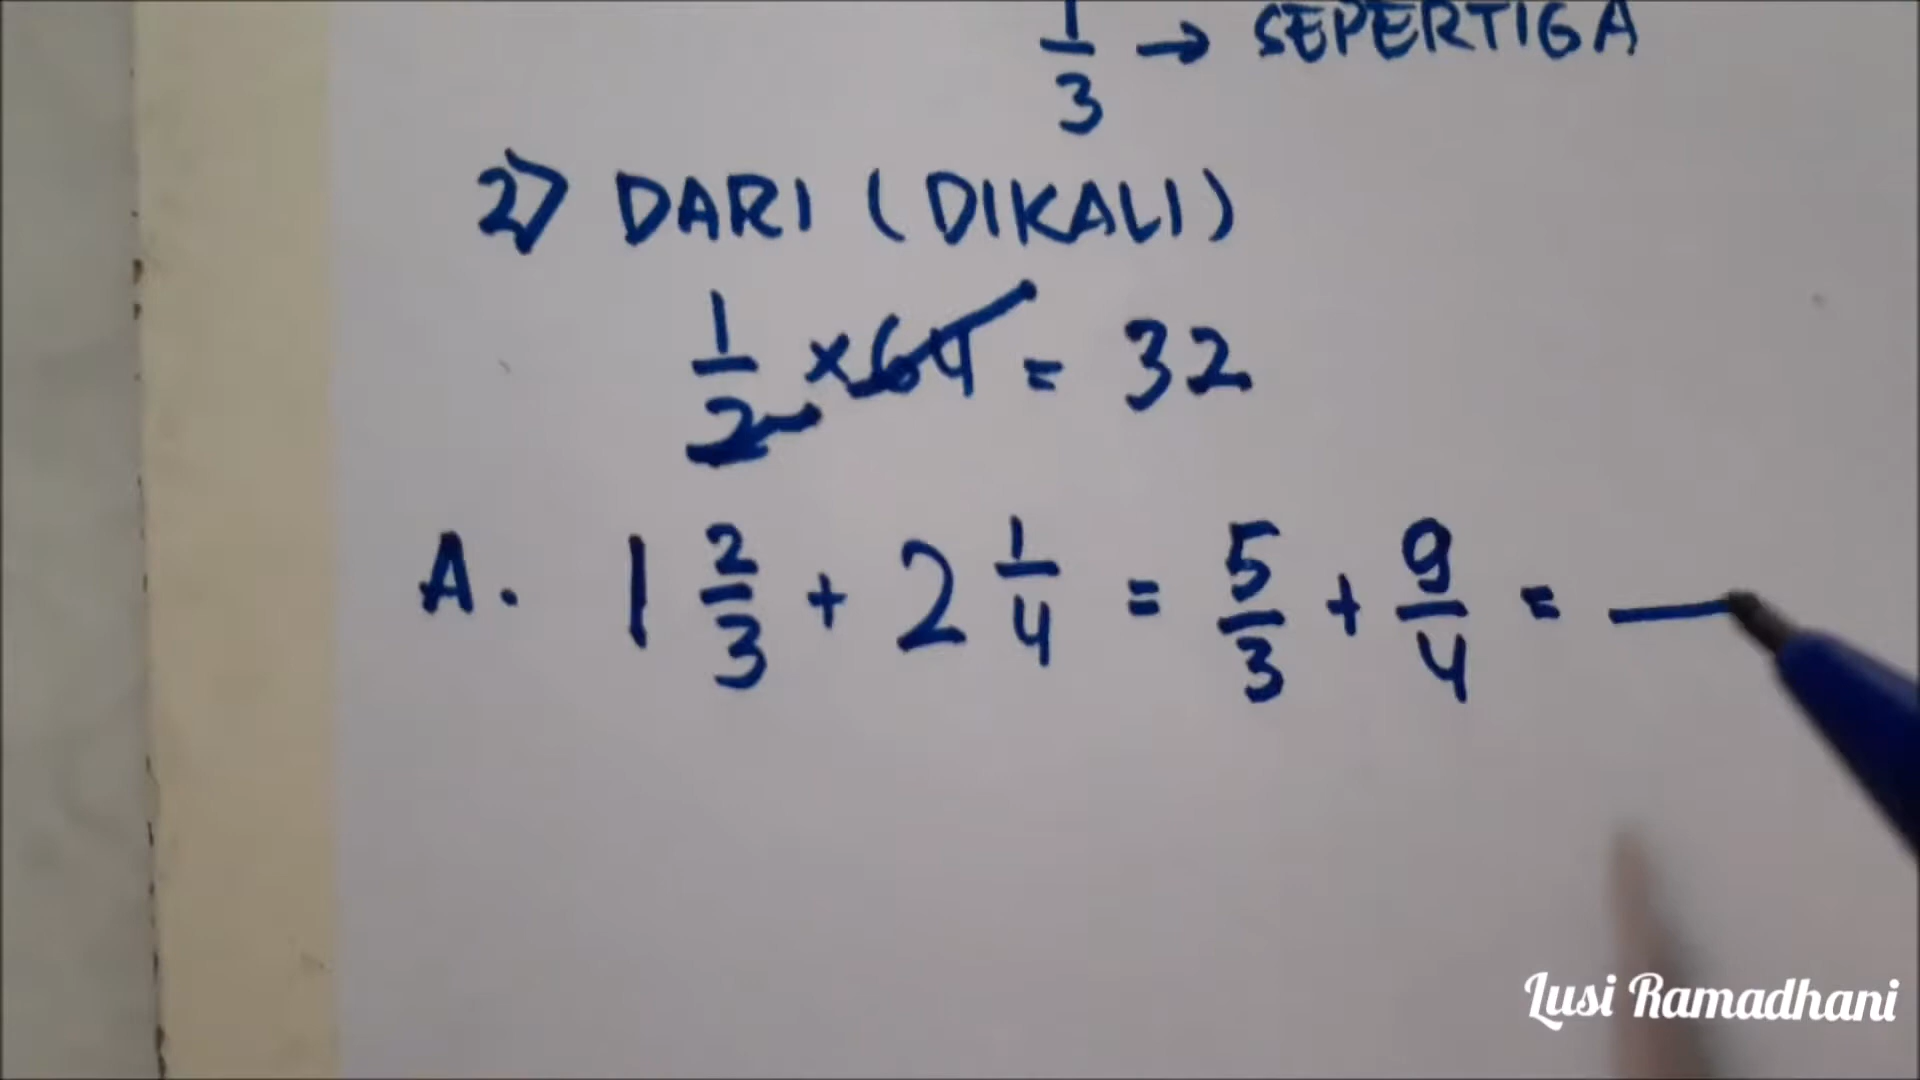 1/3 → SEPERTIGA
2) DARI (DIKALI)
1/2 × 64 = 32
A. 1 2/3 + 2 1/4 = 5/3 + 9/4 = —
Lusi Ramadhani